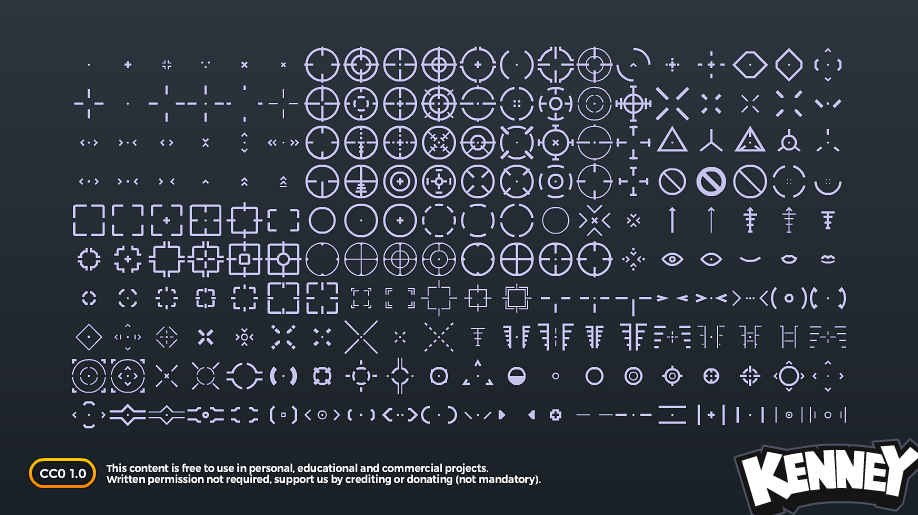 CC0 1.0
This content is free to use in personal, educational and commercial projects.
Written permission not required, support us by crediting or donating (not mandatory).
KENNEY